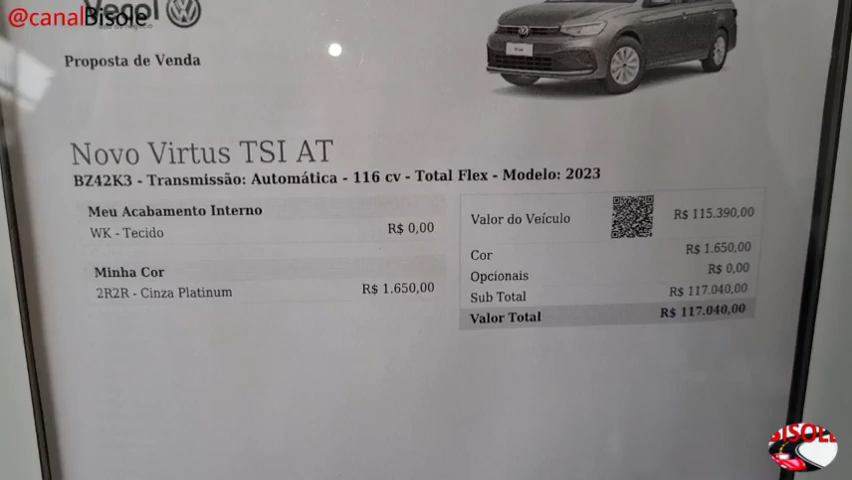 @canalBisole
Proposta de Venda
Novo Virtus TSI AT
BZ42K3 - Transmissão: Automática - 116 cv - Total Flex - Modelo: 2023
Meu Acabamento Interno
WK - Tecido R$ 0,00
Minha Cor
2R2R - Cinza Platinum R$ 1.650,00
Valor do Veículo R$ 115.390,00
Cor R$ 1.650,00
Opcionais R$ 0,00
Sub Total R$ 117.040,00
Valor Total R$ 117.040,00
BISOLE